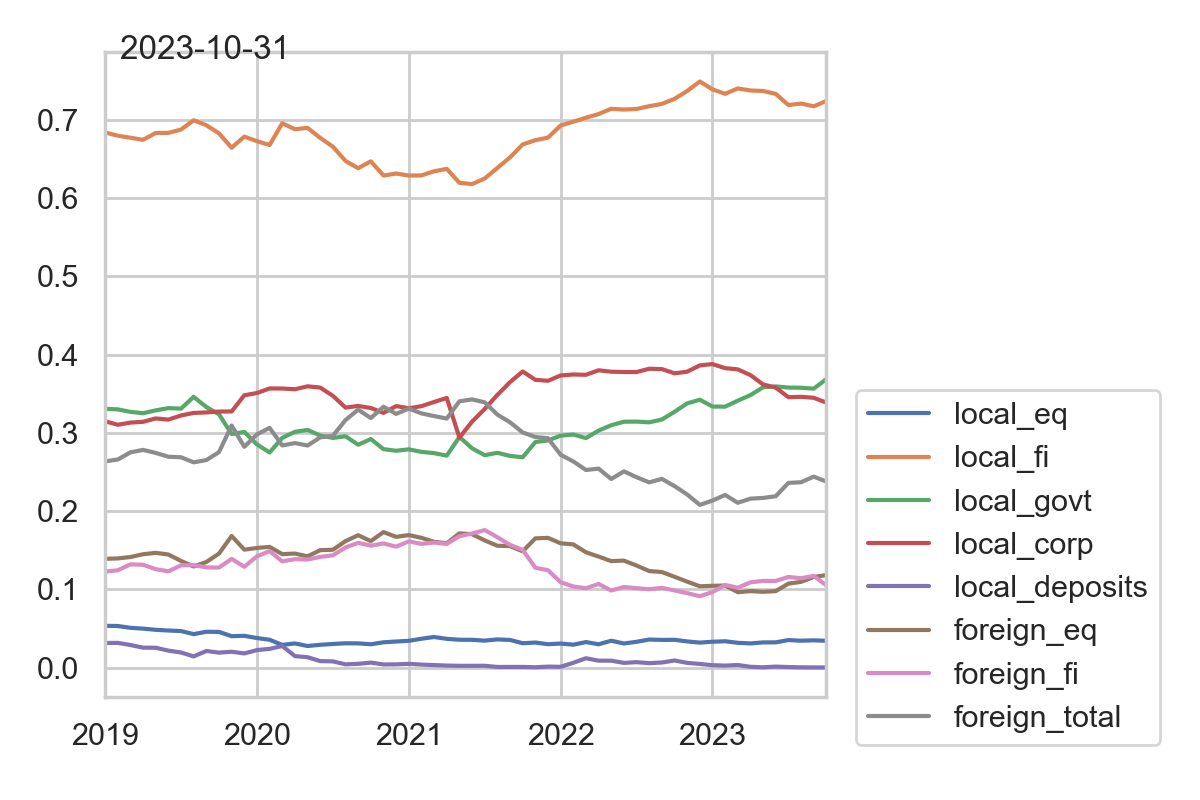 2023-10-31
0.7
0.6
0.5
0.4
0.3
0.2
0.1
0.0
2019 2020 2021 2022 2023
local_eq
local_fi
local_govt
local_corp
local_deposits
foreign_eq
foreign_fi
foreign_total